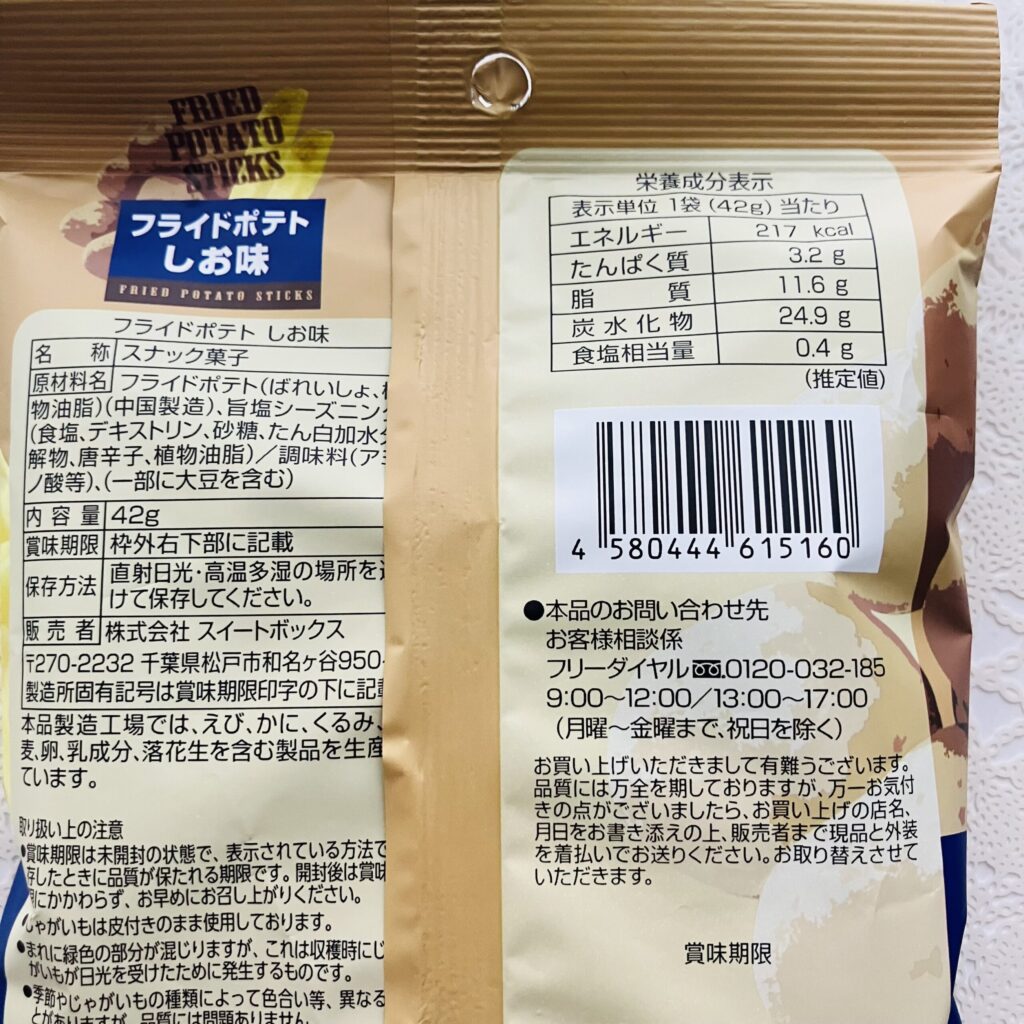 FRIED
POTATO
STICKS
フライドポテト
しお味
FRIED POTATO STICKS
フライドポテト しお味
名 称 スナック菓子
原材料名 フライドポテト(ばれいしょ、
物油脂)(中国製造)、旨塩シーズニン
(食塩、デキストリン、砂糖、たん白加水
解物、唐辛子、植物油脂)／調味料(ア
ノ酸等)、(一部に大豆を含む)
内容量 42g
賞味期限 枠外右下部に記載
保存方法 直射日光・高温多湿の場所を
けて保存してください。
販売者 株式会社 スイートボックス
〒270-2232 千葉県松戸市和名ヶ谷950-
製造所固有記号は賞味期限印字の下に記
本品製造工場では、えび、かに、くるみ、
麦、卵、乳成分、落花生を含む製品を生産
ています。
取り扱い上の注意
●賞味期限は未開封の状態で、表示されている方法で
存したときに品質が保たれる期限です。開封後は賞味
にかかわらず、お早めにお召し上がりください。
じゃがいもは皮付きのまま使用しております。
●まれに緑色の部分が混じりますが、これは収穫時にじ
がいもが日光を受けたために発生するものです。
●季節やじゃがいもの種類によって色合い等、異なる
とがありますが、品質には問題ありません
栄養成分表示
表示単位 1袋(42g)当たり
エネルギー 217 kcal
たんぱく質 3.2 g
脂質 11.6 g
炭水化物 24.9 g
食塩相当量 0.4 g
(推定値)
4 580444 615160
●本品のお問い合わせ先
お客様相談係
フリーダイヤル 0120-032-185
9:00～12:00／13:00～17:00
(月曜～金曜まで、祝日を除く)
お買い上げいただきまして有難うございます。
品質には万全を期しておりますが、万一お気付
きの点がございましたら、お買い上げの店名、
月日をお書き添えの上、販売者まで現品と外装
を着払いでお送りください。お取り替えさせて
いただきます。
賞味期限